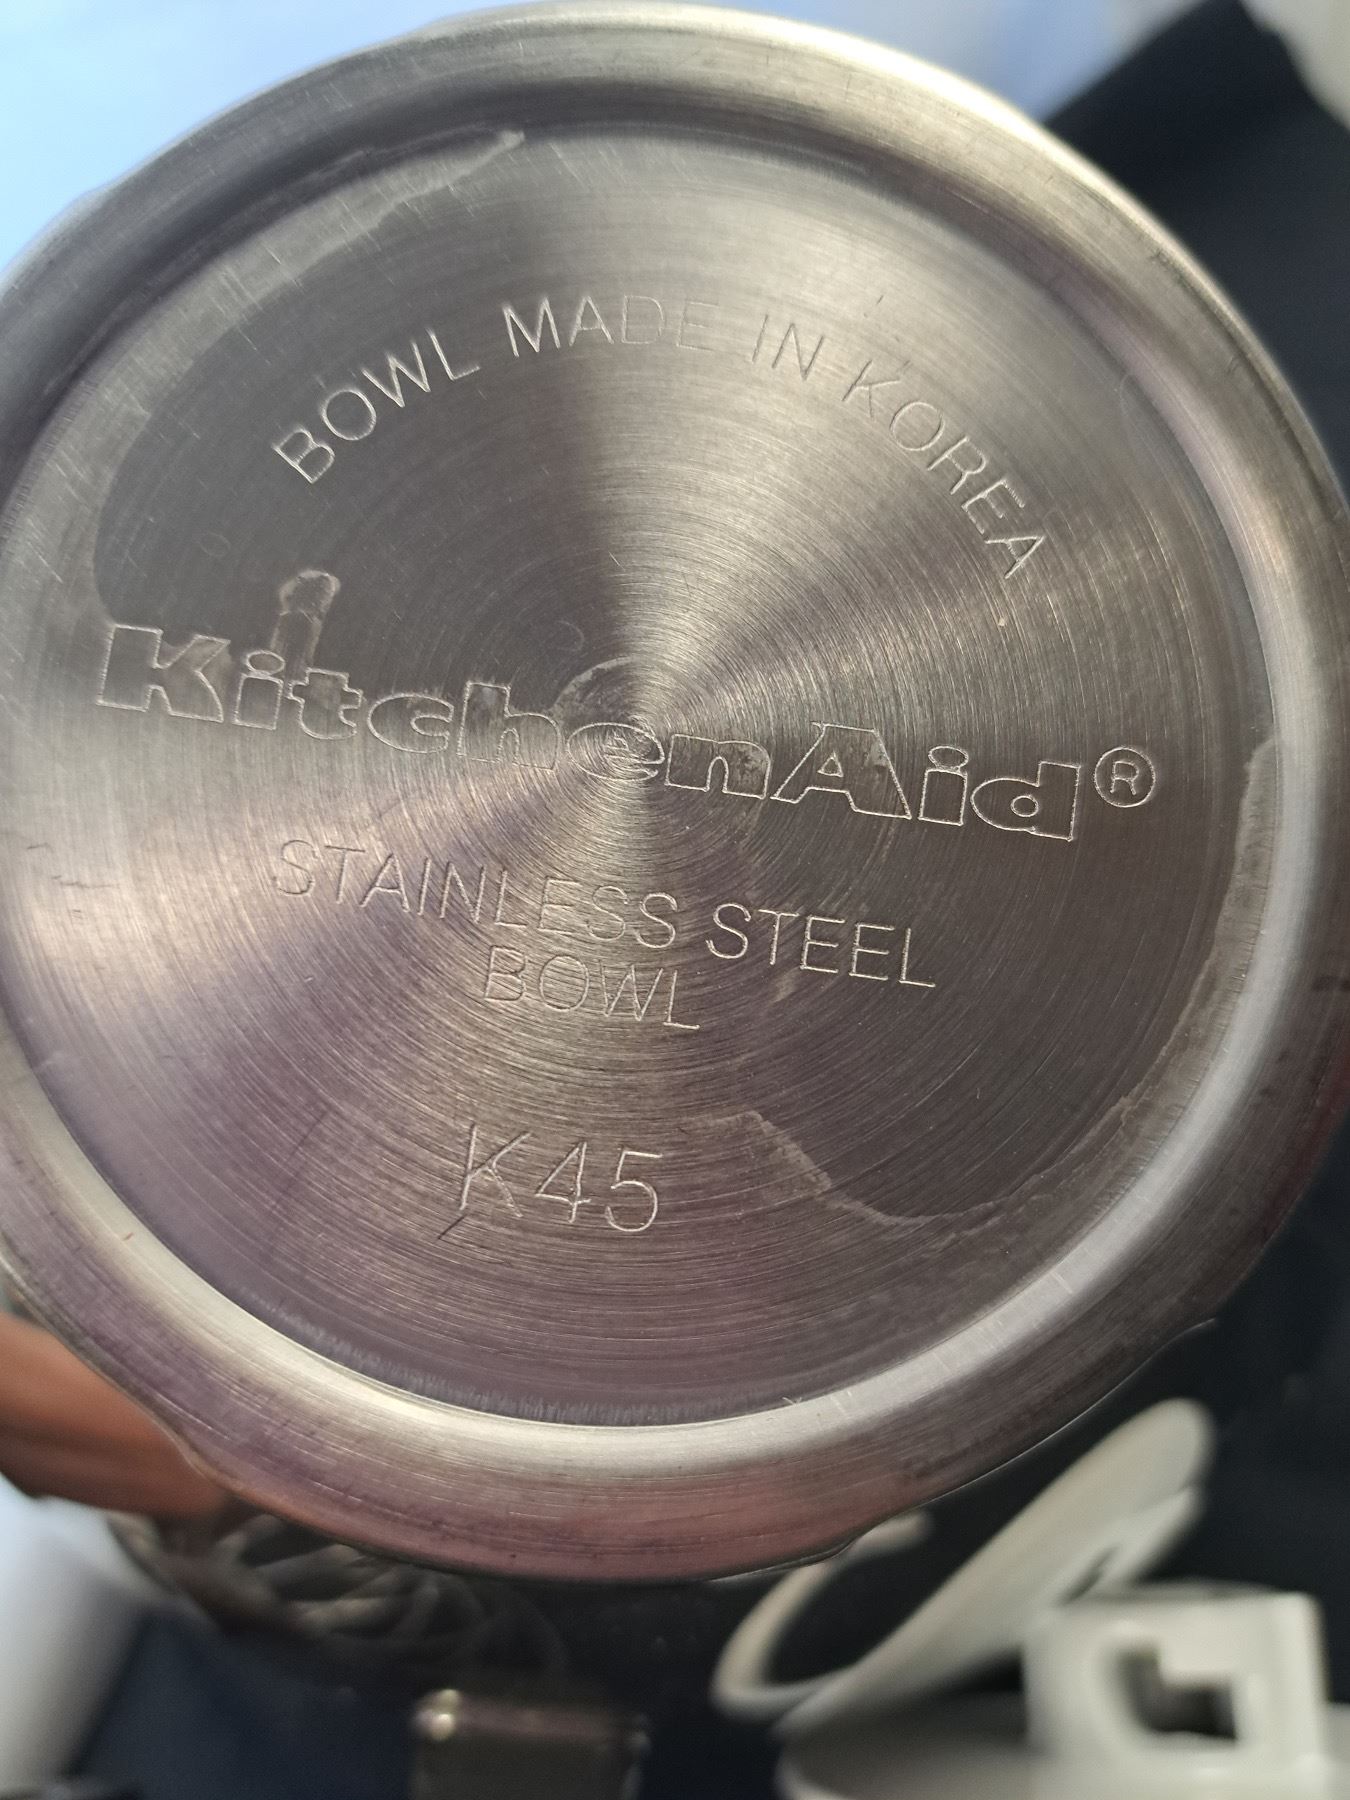 BOWL MADE IN KOREA
KitchenAid®
STAINLESS STEEL
BOWL
K45